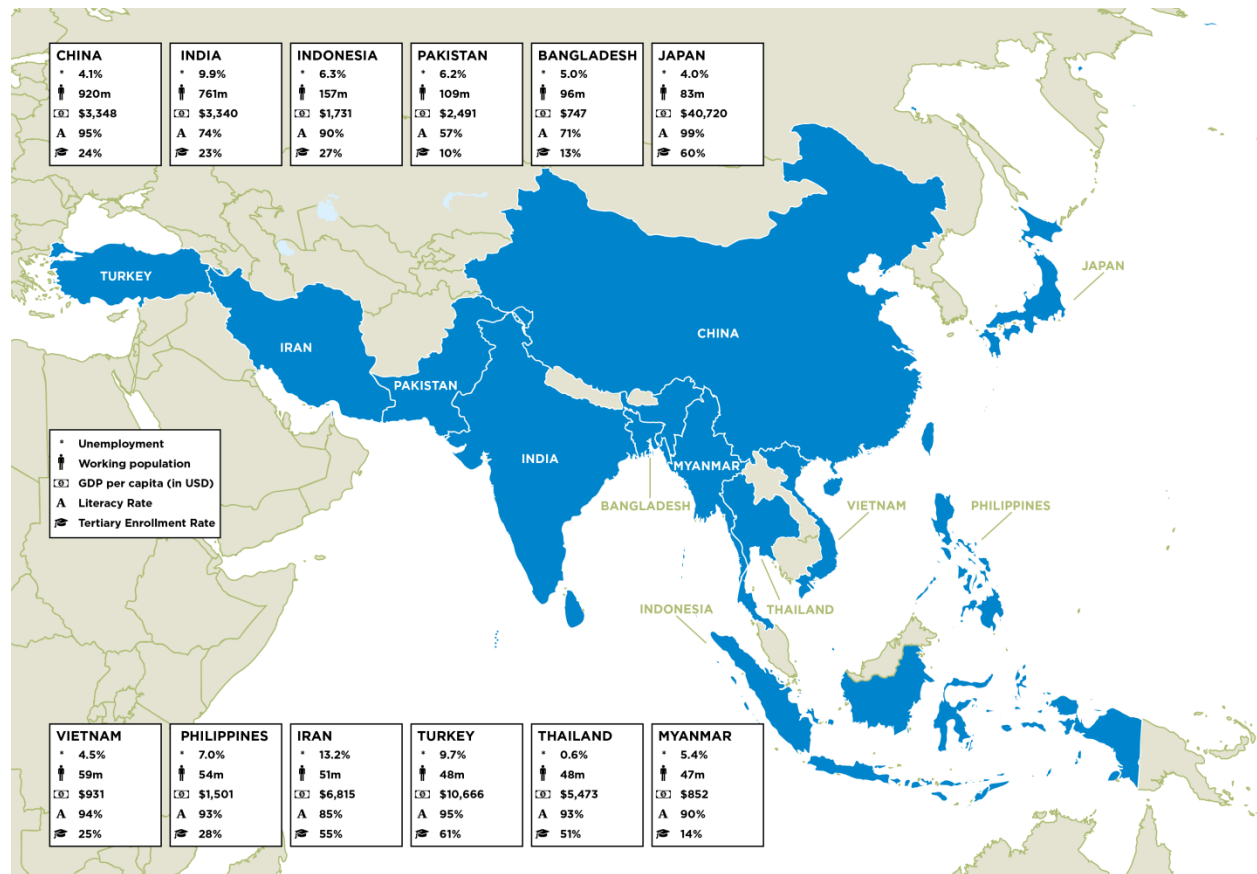 CHINA
* 4.1%
920m
$3,348
A 95%
24%
INDIA
* 9.9%
761m
$3,340
A 74%
23%
INDONESIA
* 6.3%
157m
$1,731
A 90%
27%
PAKISTAN
* 6.2%
109m
$2,491
A 57%
10%
BANGLADESH
* 5.0%
96m
$747
A 71%
13%
JAPAN
* 4.0%
83m
$40,720
A 99%
60%
TURKEY
JAPAN
CHINA
IRAN
PAKISTAN
INDIA
MYANMAR
BANGLADESH
VIETNAM
PHILIPPINES
INDONESIA
THAILAND
* Unemployment
Working population
GDP per capita (in USD)
A Literacy Rate
Tertiary Enrollment Rate
VIETNAM
* 4.5%
59m
$931
A 94%
25%
PHILIPPINES
* 7.0%
54m
$1,501
A 93%
28%
IRAN
* 13.2%
51m
$6,815
A 85%
55%
TURKEY
* 9.7%
48m
$10,666
A 95%
61%
THAILAND
* 0.6%
48m
$5,473
A 93%
51%
MYANMAR
* 5.4%
47m
$852
A 90%
14%